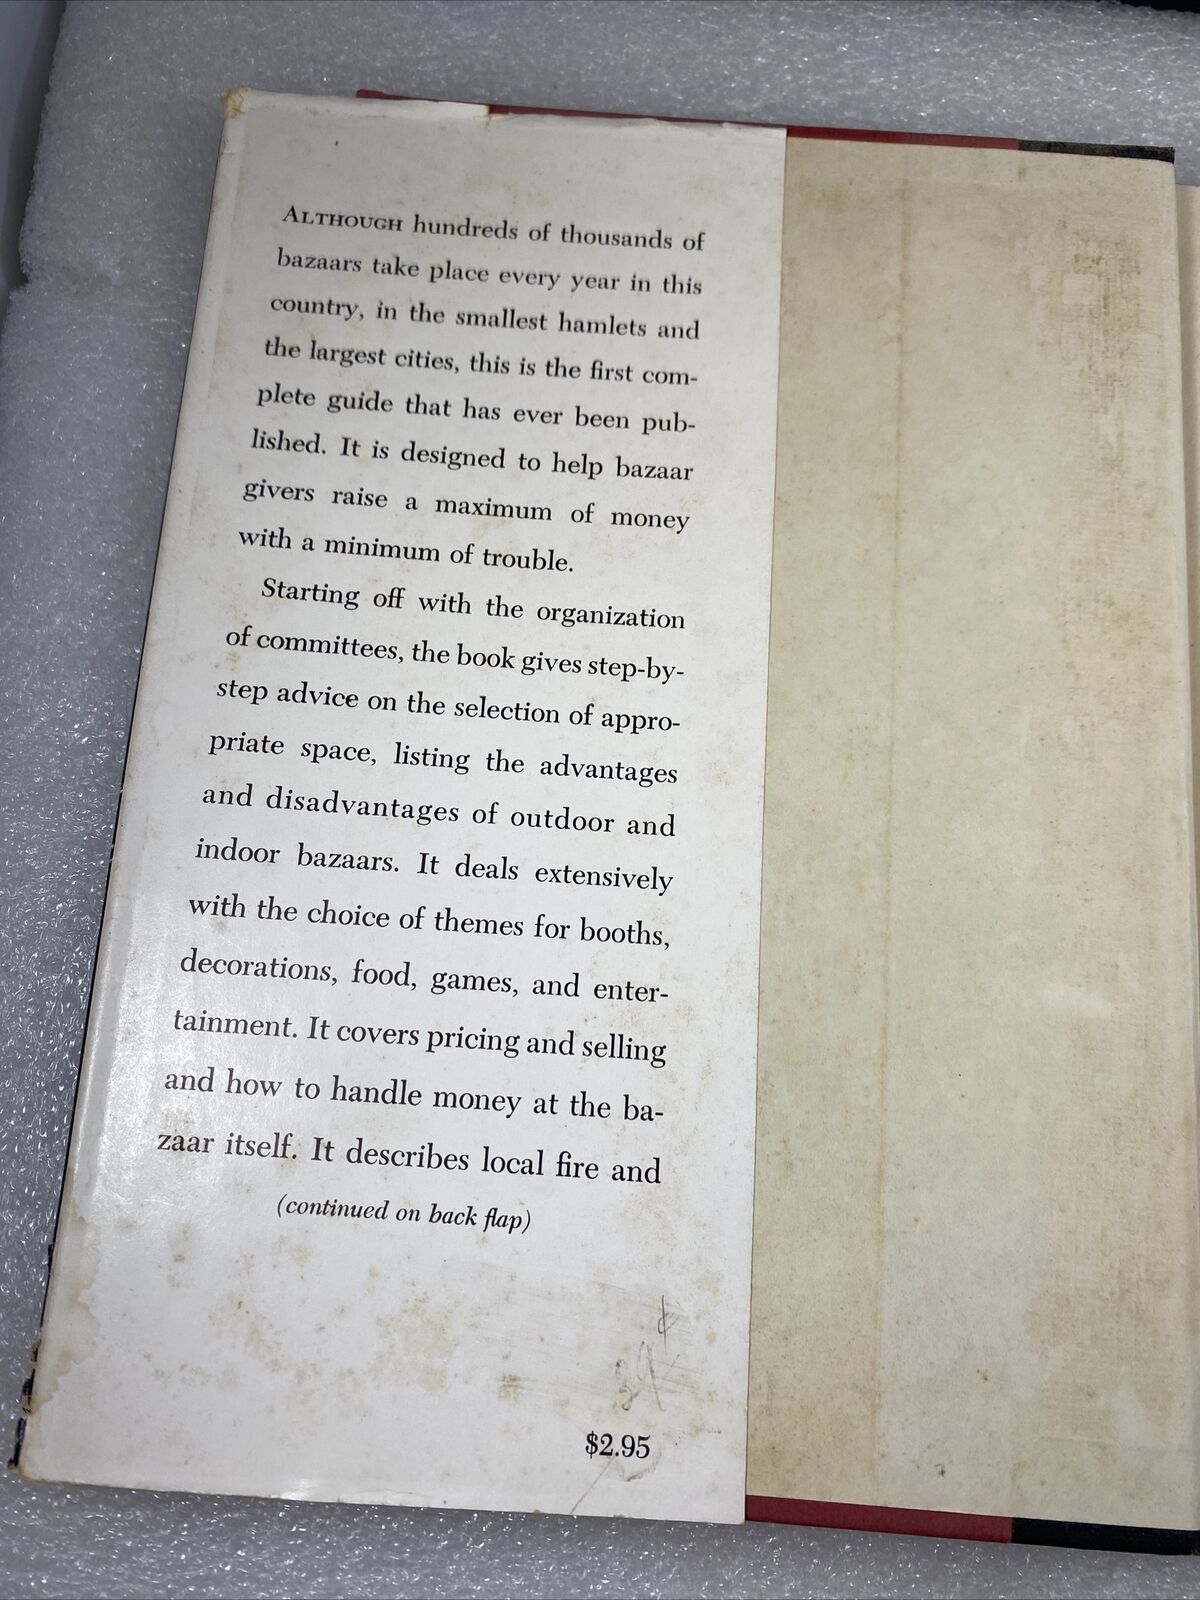 ALTHOUGH hundreds of thousands of
bazaars take place every year in this
country, in the smallest hamlets and
the largest cities, this is the first com-
plete guide that has ever been pub-
lished. It is designed to help bazaar
givers raise a maximum of money
with a minimum of trouble.
Starting off with the organization
of committees, the book gives step-by-
step advice on the selection of appro-
priate space, listing the advantages
and disadvantages of outdoor and
indoor bazaars. It deals extensively
with the choice of themes for booths,
decorations, food, games, and enter-
tainment. It covers pricing and selling
and how to handle money at the ba-
zaar itself. It describes local fire and
(continued on back flap)
39¢
$2.95